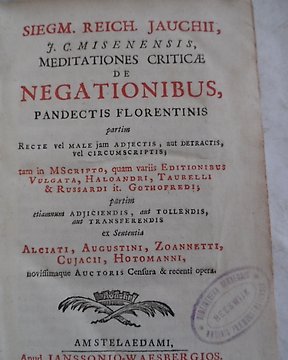 SIEGM. REICH. JAUCHII,
J. C. MISENENSIS,
MEDITATIONES CRITICÆ
DE
NEGATIONIBUS,
PANDECTIS FLORENTINIS
partim
RECTE vel MALE jam ADJECTIS, aut DETRACTIS,
vel CIRCUMSCRIPTIS;
tam in MSCRIPTO, quam variis EDITIONIBUS
VULGATA, HALOANDRI, TAURELLI
& RUSSARDI it. GOTHOFREDI;
partim
etiamnum ADJICIENDIS, aut TOLLENDIS,
aut TRANSFERENDIS
ex Sententia
ALCIATI, AUGUSTINI, ZOANNETTI,
CUJACII, HOTOMANNI,
novissimaque AUCTORIS Censura & recenti opera.
AMSTELAEDAMI,
Apud JANSSONIO-WAESBERGIOS,